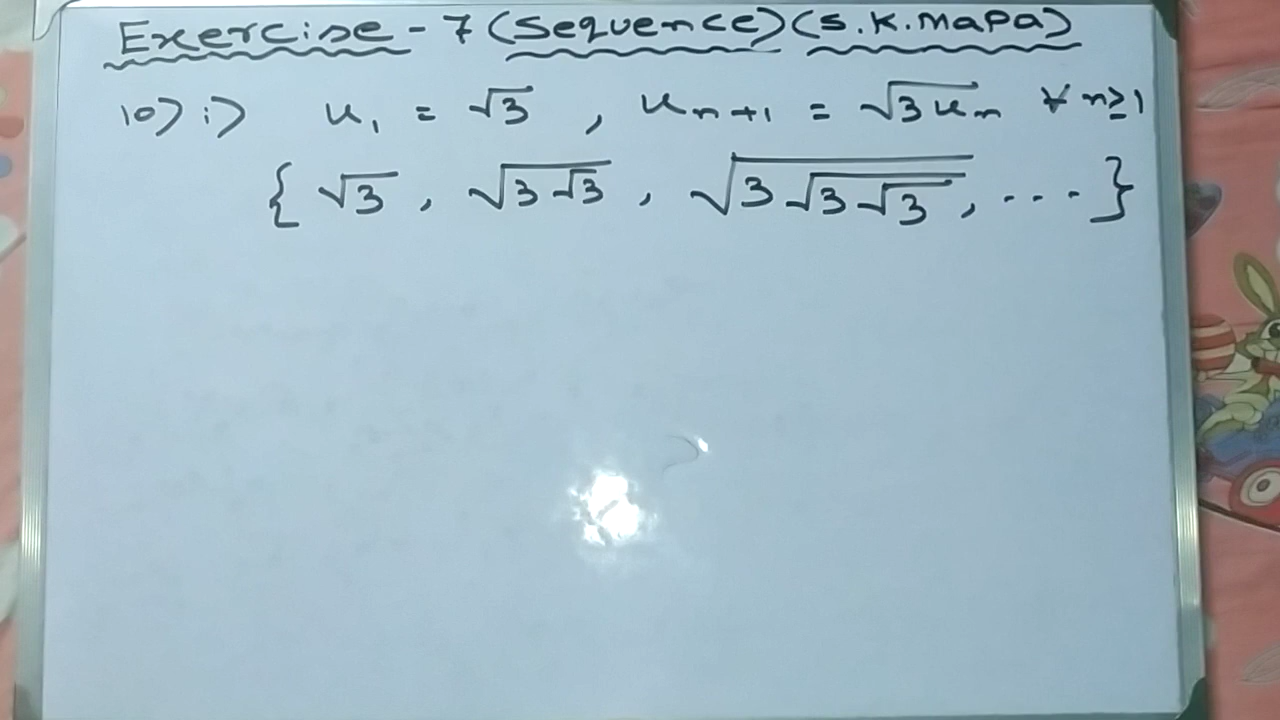 Exercise - 7 (Sequence) (S.K.Mapa)
10) i) u₁ = √3 , uₙ₊₁ = √(3uₙ) ∀ n≥1
{ √3 , √(3√3) , √(3√(3√3)) , .... }